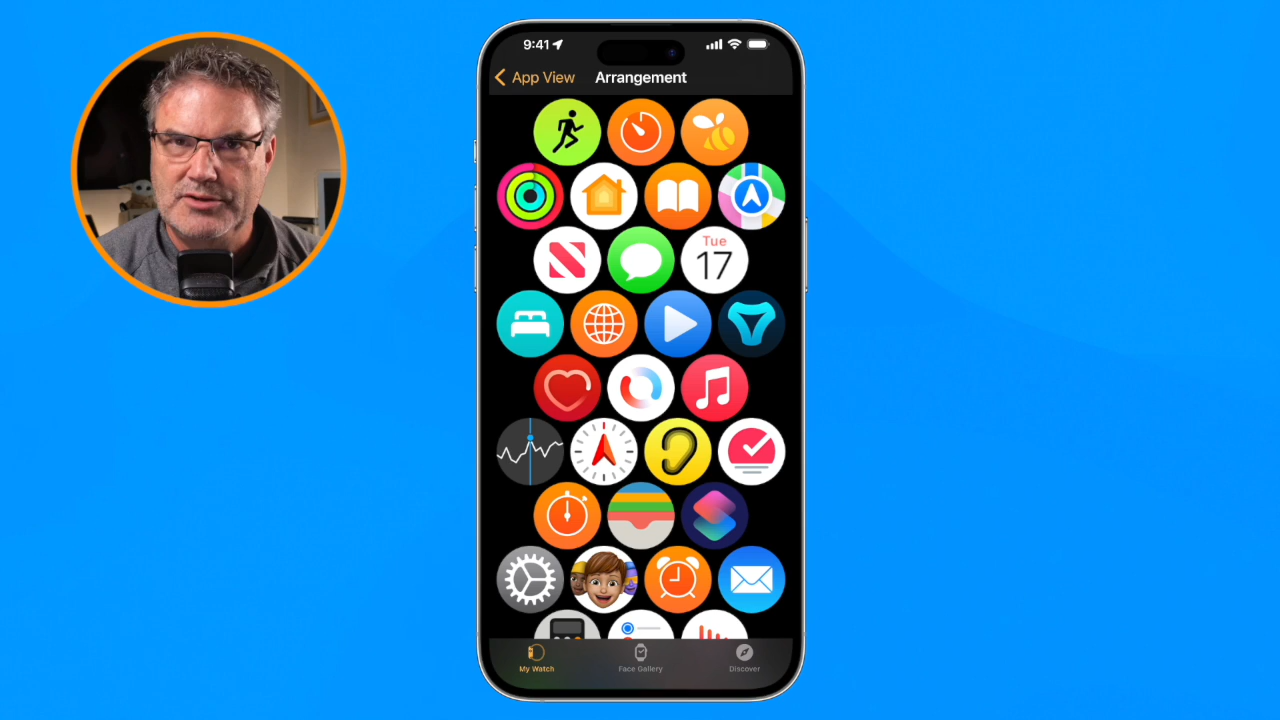 9:41
App View
Arrangement
Tue
17
My Watch
Face Gallery
Discover